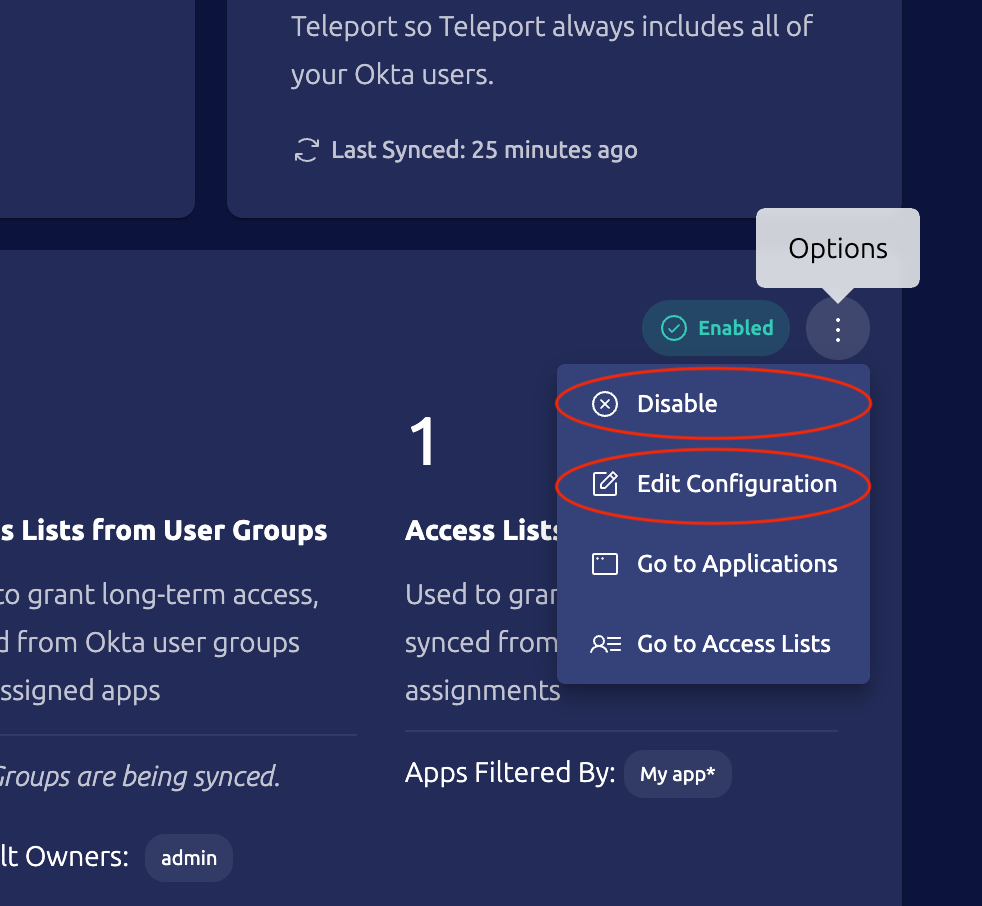 Teleport so Teleport always includes all of
your Okta users.
Last Synced: 25 minutes ago
Options
Enabled
Disable
Edit Configuration
Go to Applications
Go to Access Lists
s Lists from User Groups
to grant long-term access,
d from Okta user groups
ssigned apps
Groups are being synced.
lt Owners: admin
1
Access Lists
Used to gran
synced from
assignments
Apps Filtered By: My app*